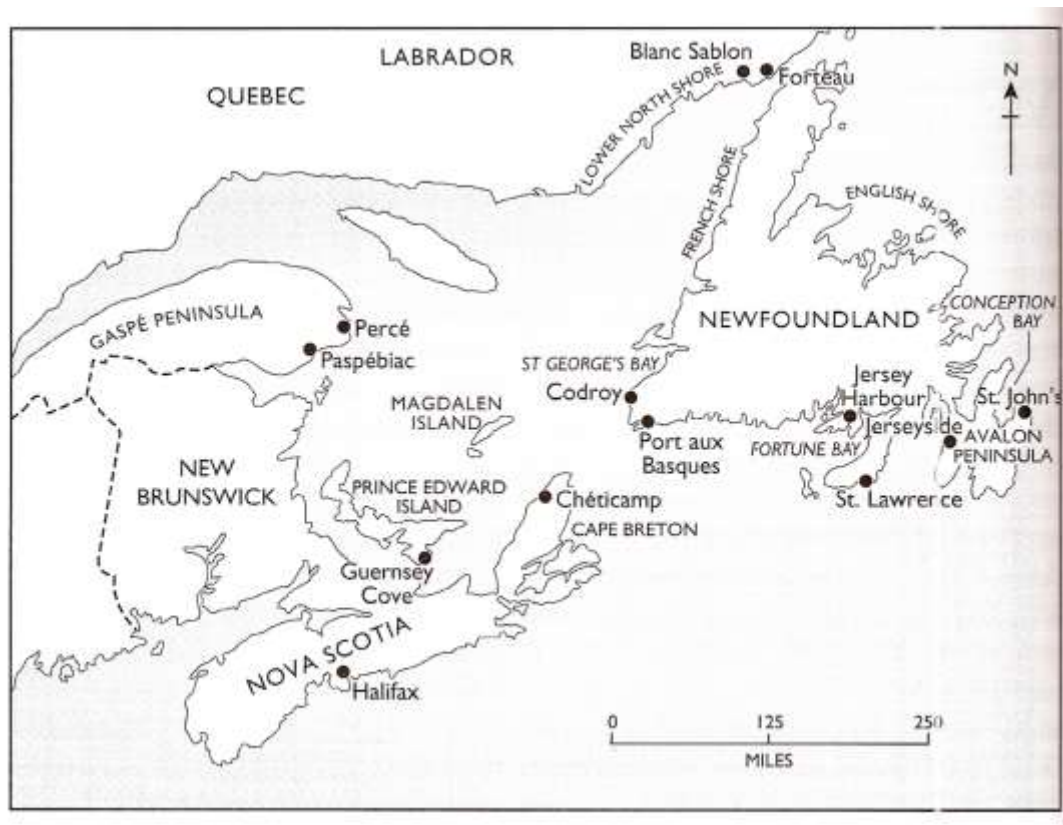 LABRADOR
Blanc Sablon
Forteau
N
QUEBEC
LOWER NORTH SHORE
FRENCH SHORE
ENGLISH SHORE
GASPÉ PENINSULA
Percé
Paspébiac
NEWFOUNDLAND
CONCEPTION
BAY
ST GEORGE'S BAY
Codroy
Jersey
Harbour
St. John's
MAGDALEN
ISLAND
Port aux
Basques
Jerseyside
FORTUNE BAY
AVALON
PENINSULA
NEW
BRUNSWICK
PRINCE EDWARD
ISLAND
Chéticamp
St. Lawrence
CAPE BRETON
Guernsey
Cove
NOVA SCOTIA
Halifax
0 125 250
MILES